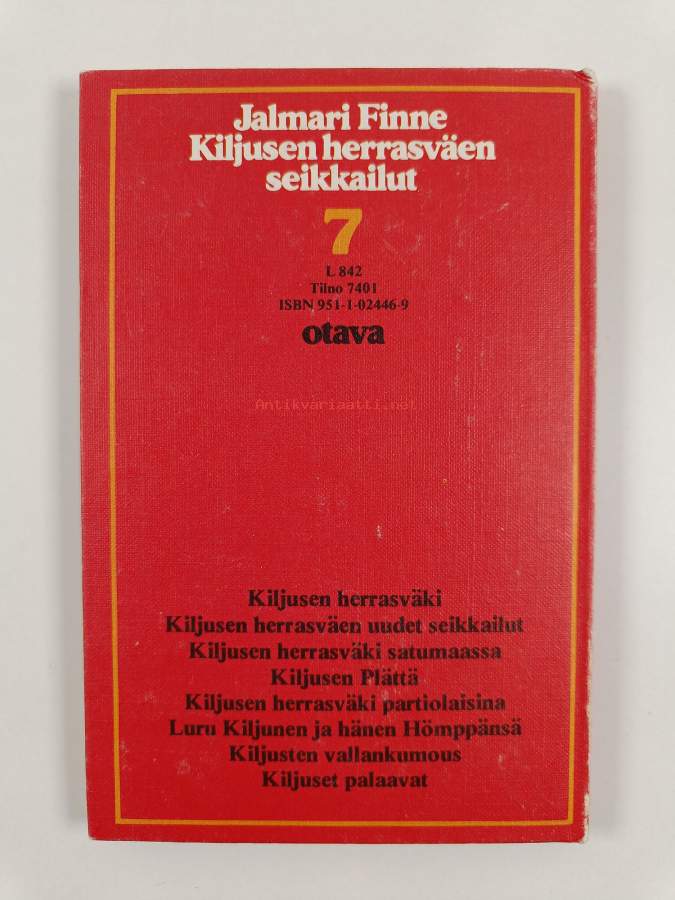 Jalmari Finne
Kiljusen herrasväen
seikkailut
7
L 842
Tilno 7401
ISBN 951-1-02446-9
otava
Antikvariaatti.net
Kiljusen herrasväki
Kiljusen herrasväen uudet seikkailut
Kiljusen herrasväki satumaassa
Kiljusen Plättä
Kiljusen herrasväki partiolaisina
Luru Kiljunen ja hänen Hömppänsä
Kiljusten vallankumous
Kiljuset palaavat